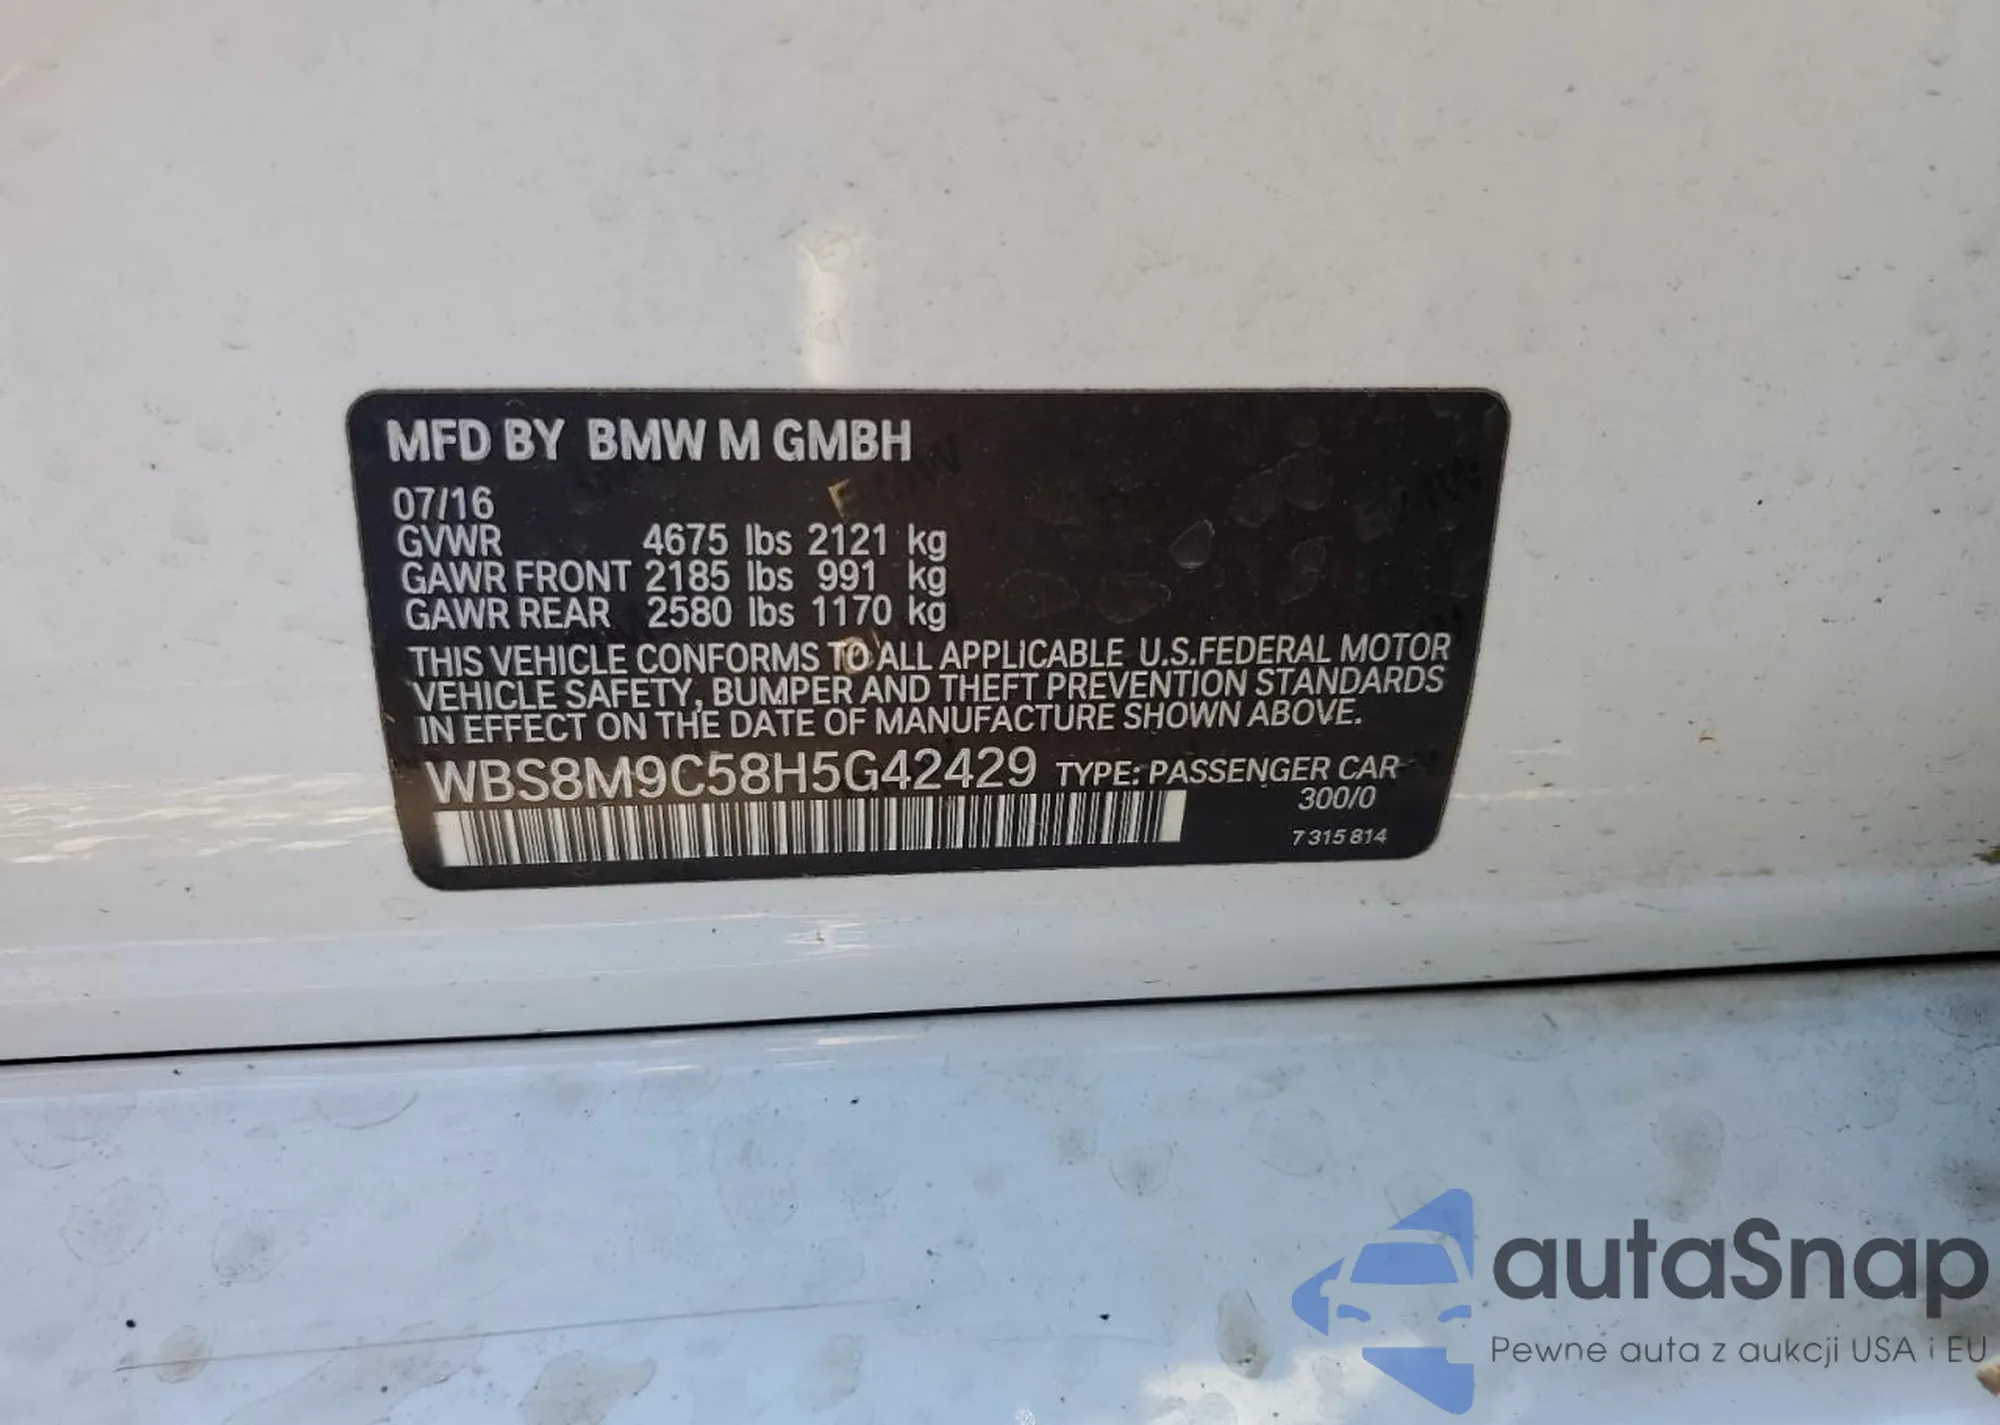 MFD BY BMW M GMBH
07/16
GVWR 4675 lbs 2121 kg
GAWR FRONT 2185 lbs 991 kg
GAWR REAR 2580 lbs 1170 kg
THIS VEHICLE CONFORMS TO ALL APPLICABLE U.S.FEDERAL MOTOR
VEHICLE SAFETY, BUMPER AND THEFT PREVENTION STANDARDS
IN EFFECT ON THE DATE OF MANUFACTURE SHOWN ABOVE.
WBS8M9C58H5G42429 TYPE: PASSENGER CAR
300/0
7 315 814
autaSnap
Pewne auta z aukcji USA i EU